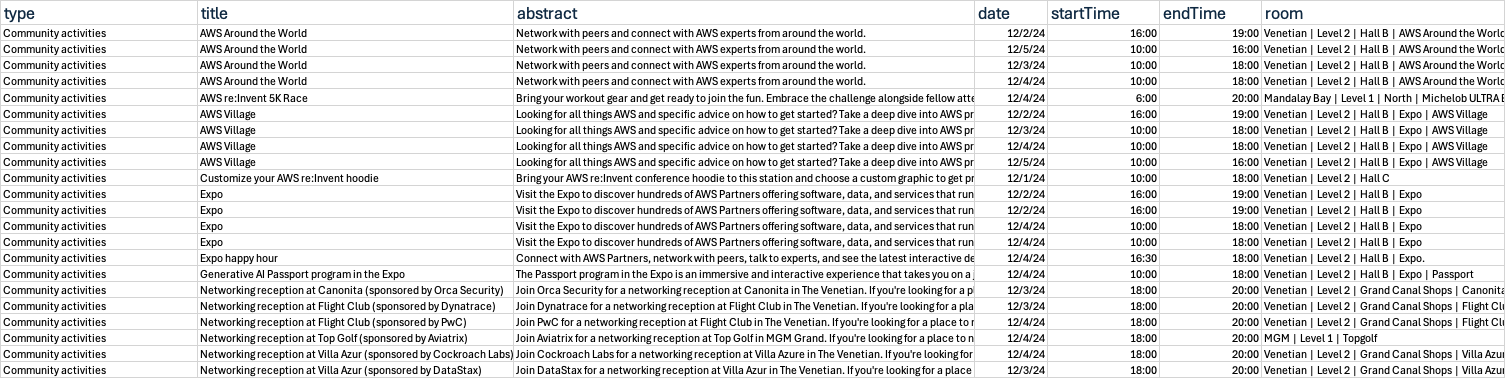 type title abstract date startTime endTime room
Community activities AWS Around the World Network with peers and connect with AWS experts from around the world. 12/2/24 16:00 19:00 Venetian | Level 2 | Hall B | AWS Around the World
Community activities AWS Around the World Network with peers and connect with AWS experts from around the world. 12/5/24 10:00 16:00 Venetian | Level 2 | Hall B | AWS Around the World
Community activities AWS Around the World Network with peers and connect with AWS experts from around the world. 12/3/24 10:00 18:00 Venetian | Level 2 | Hall B | AWS Around the World
Community activities AWS Around the World Network with peers and connect with AWS experts from around the world. 12/4/24 10:00 18:00 Venetian | Level 2 | Hall B | AWS Around the World
Community activities AWS re:Invent 5K Race Bring your workout gear and get ready to join the fun. Embrace the challenge alongside fellow atte 12/4/24 6:00 20:00 Mandalay Bay | Level 1 | North | Michelob ULTRA
Community activities AWS Village Looking for all things AWS and specific advice on how to get started? Take a deep dive into AWS pr 12/2/24 16:00 19:00 Venetian | Level 2 | Hall B | Expo | AWS Village
Community activities AWS Village Looking for all things AWS and specific advice on how to get started? Take a deep dive into AWS pr 12/3/24 10:00 18:00 Venetian | Level 2 | Hall B | Expo | AWS Village
Community activities AWS Village Looking for all things AWS and specific advice on how to get started? Take a deep dive into AWS pr 12/4/24 10:00 18:00 Venetian | Level 2 | Hall B | Expo | AWS Village
Community activities AWS Village Looking for all things AWS and specific advice on how to get started? Take a deep dive into AWS pr 12/5/24 10:00 16:00 Venetian | Level 2 | Hall B | Expo | AWS Village
Community activities Customize your AWS re:Invent hoodie Bring your AWS re:Invent conference hoodie to this station and choose a custom graphic to get pr 12/1/24 10:00 18:00 Venetian | Level 2 | Hall C
Community activities Expo Visit the Expo to discover hundreds of AWS Partners offering software, data, and services that run 12/2/24 16:00 19:00 Venetian | Level 2 | Hall B | Expo
Community activities Expo Visit the Expo to discover hundreds of AWS Partners offering software, data, and services that run 12/2/24 16:00 19:00 Venetian | Level 2 | Hall B | Expo
Community activities Expo Visit the Expo to discover hundreds of AWS Partners offering software, data, and services that run 12/4/24 10:00 18:00 Venetian | Level 2 | Hall B | Expo
Community activities Expo Visit the Expo to discover hundreds of AWS Partners offering software, data, and services that run 12/4/24 10:00 18:00 Venetian | Level 2 | Hall B | Expo
Community activities Expo happy hour Connect with AWS Partners, network with peers, talk to experts, and see the latest interactive de 12/4/24 16:30 18:00 Venetian | Level 2 | Hall B | Expo.
Community activities Generative AI Passport program in the Expo The Passport program in the Expo is an immersive and interactive experience that takes you on a 12/4/24 10:00 18:00 Venetian | Level 2 | Hall B | Expo | Passport
Community activities Networking reception at Canonita (sponsored by Orca Security) Join Orca Security for a networking reception at Canonita in The Venetian. If you're looking for a pl 12/3/24 18:00 20:00 Venetian | Level 2 | Grand Canal Shops | Canonita
Community activities Networking reception at Flight Club (sponsored by Dynatrace) Join Dynatrace for a networking reception at Flight Club in The Venetian. If you're looking for a pla 12/3/24 18:00 20:00 Venetian | Level 2 | Grand Canal Shops | Flight Clu
Community activities Networking reception at Flight Club (sponsored by PwC) Join PwC for a networking reception at Flight Club in The Venetian. If you're looking for a place to r 12/4/24 18:00 20:00 Venetian | Level 2 | Grand Canal Shops | Flight Clu
Community activities Networking reception at Top Golf (sponsored by Aviatrix) Join Aviatrix for a networking reception at Top Golf in MGM Grand. If you're looking for a place to n 12/4/24 18:00 20:00 MGM | Level 1 | Topgolf
Community activities Networking reception at Villa Azur (sponsored by Cockroach Labs) Join Cockroach Labs for a networking reception at Villa Azure in The Venetian. If you're looking for 12/4/24 18:00 20:00 Venetian | Level 2 | Grand Canal Shops | Villa Azur
Community activities Networking reception at Villa Azur (sponsored by DataStax) Join DataStax for a networking reception at Villa Azur in The Venetian. If you're looking for a place 12/3/24 18:00 20:00 Venetian | Level 2 | Grand Canal Shops | Villa Azur